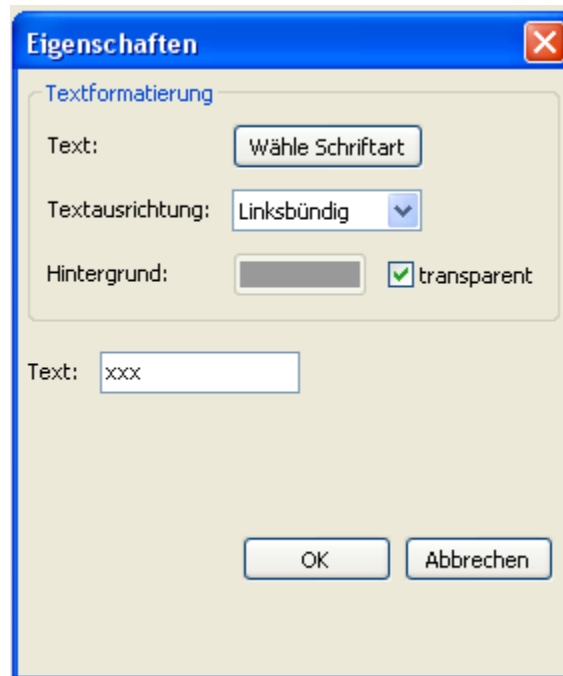 Eigenschaften
Textformatierung
Text: Wähle Schriftart
Textausrichtung: Linksbündig
Hintergrund: transparent
Text: xxx
OK Abbrechen